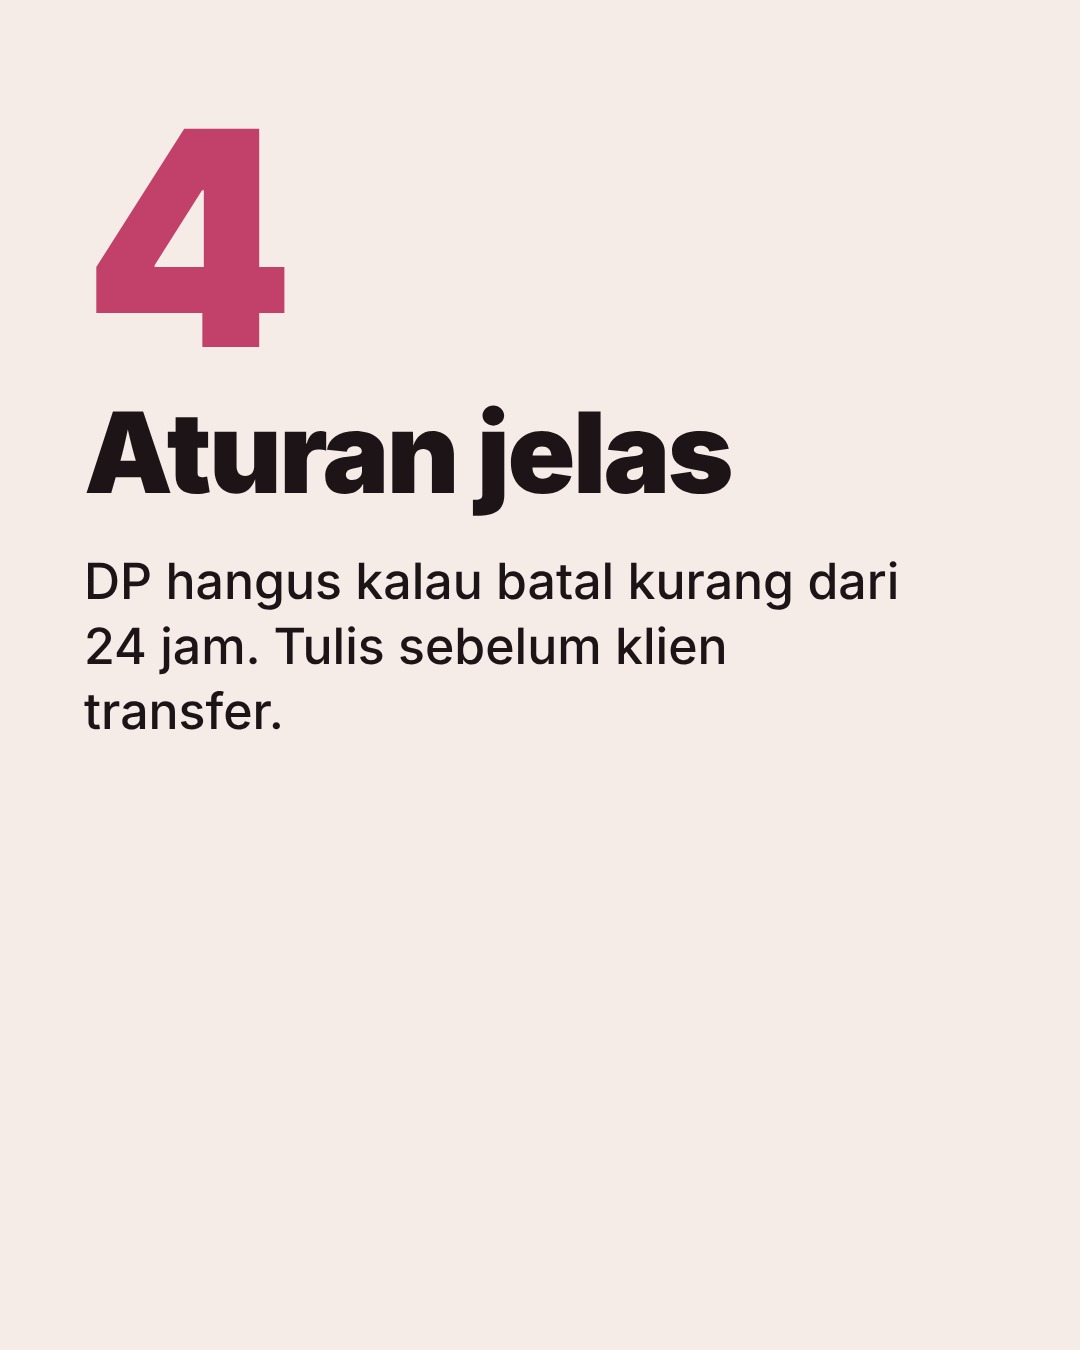 4
Aturan jelas
DP hangus kalau batal kurang dari
24 jam. Tulis sebelum klien
transfer.